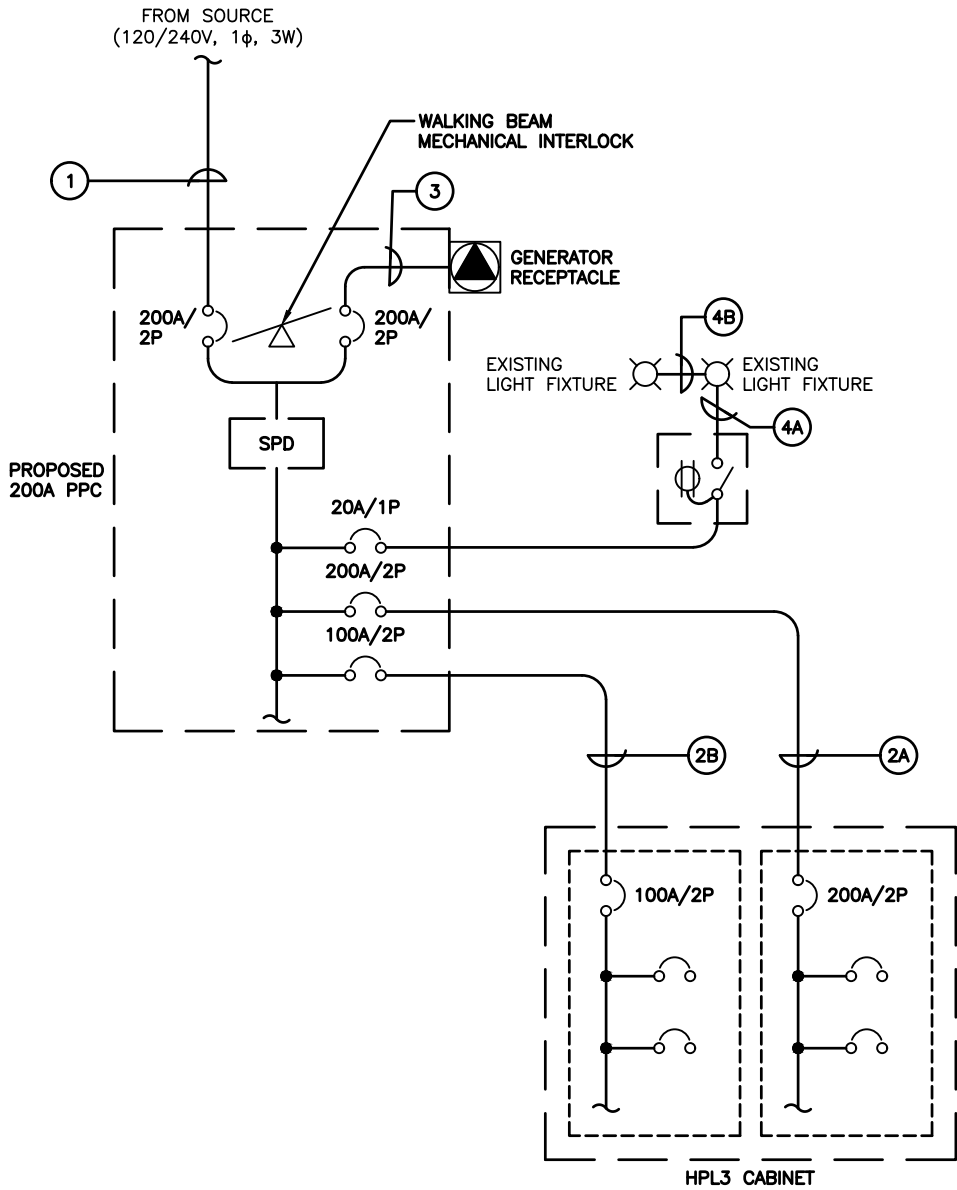 FROM SOURCE
(120/240V, 1ϕ, 3W)
WALKING BEAM
MECHANICAL INTERLOCK
1
3
GENERATOR
RECEPTACLE
200A/
2P
200A/
2P
4B
EXISTING
LIGHT FIXTURE
EXISTING
LIGHT FIXTURE
4A
SPD
PROPOSED
200A PPC
20A/1P
200A/2P
100A/2P
2B
2A
100A/2P
200A/2P
HPL3 CABINET